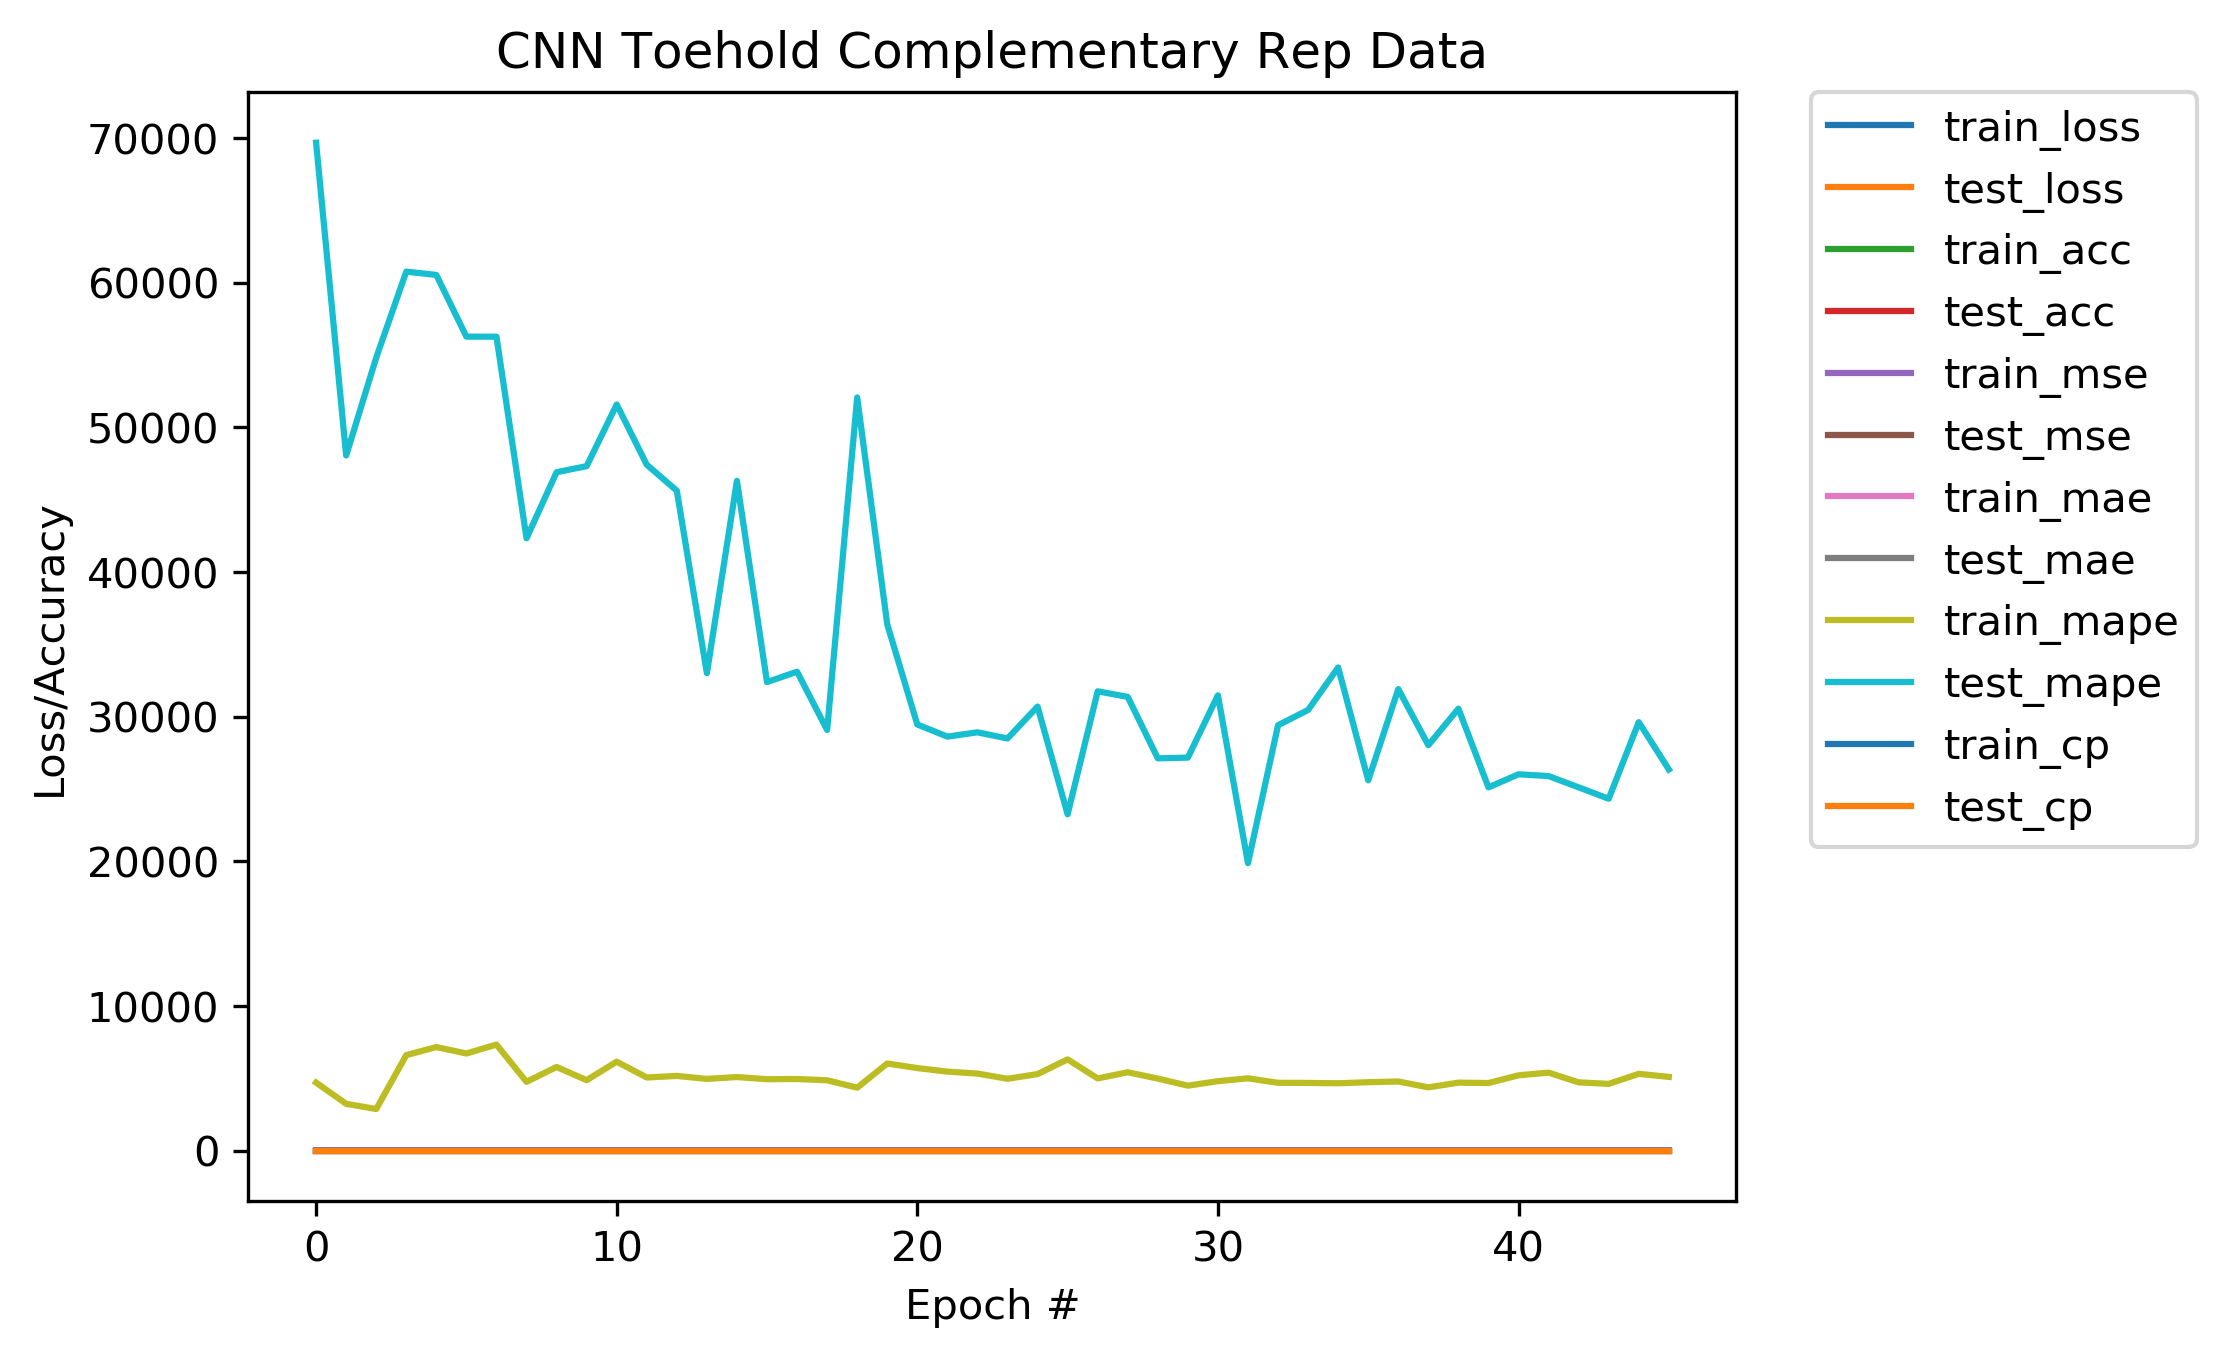 CNN Toehold Complementary Rep Data
Loss/Accuracy
70000
60000
50000
40000
30000
20000
10000
0
0 10 20 30 40
Epoch #
train_loss
test_loss
train_acc
test_acc
train_mse
test_mse
train_mae
test_mae
train_mape
test_mape
train_cp
test_cp